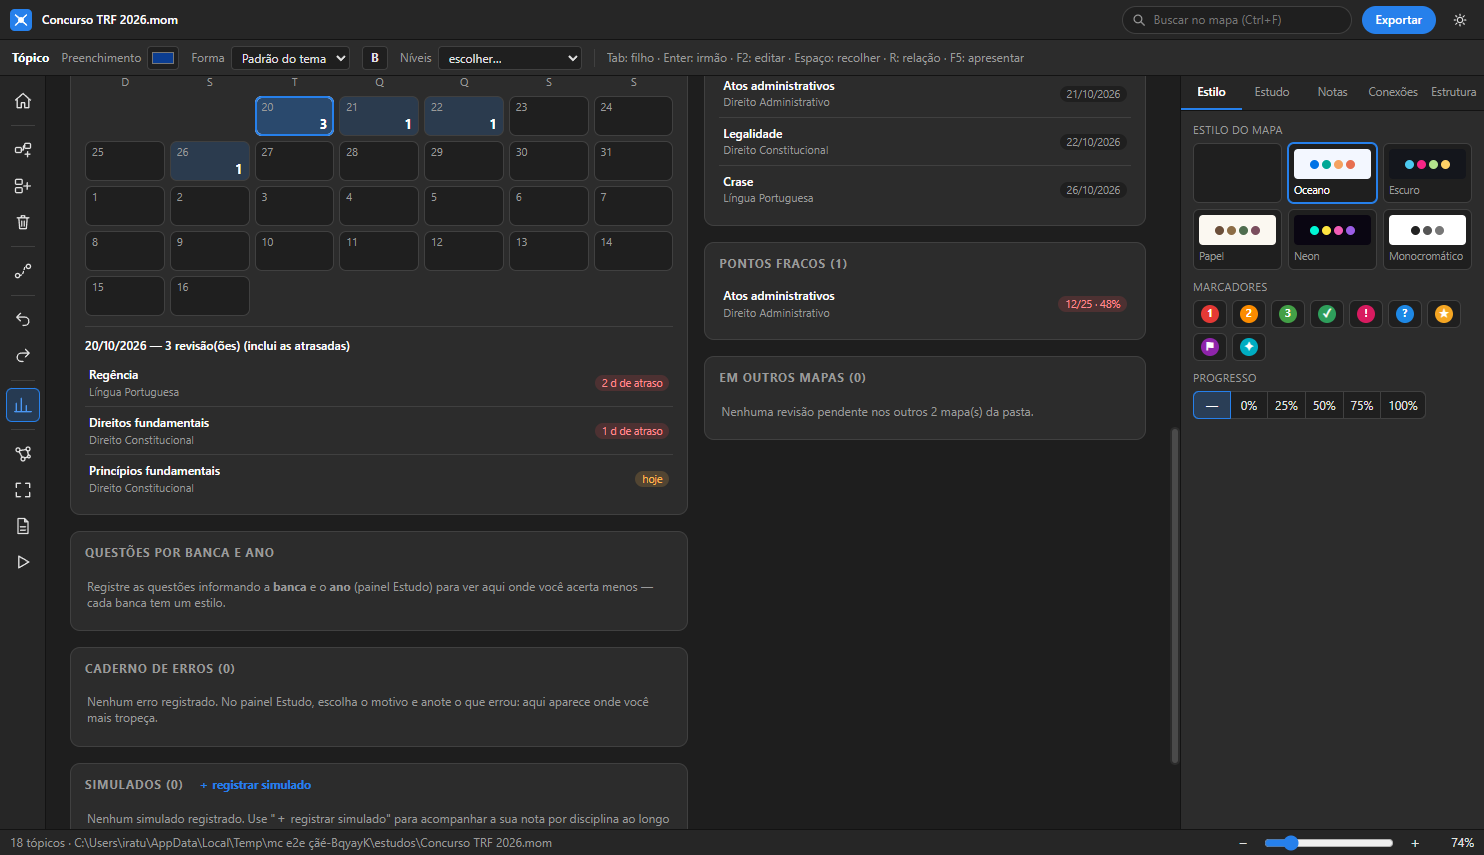 Concurso TRF 2026.mom
Buscar no mapa (Ctrl+F)
Exportar
Tópico
Preenchimento
Forma
Padrão do tema
B
Níveis
escolher...
Tab: filho · Enter: irmão · F2: editar · Espaço: recolher · R: relação · F5: apresentar
D S T Q Q S S
20 3 21 1 22 1 23 24
25 26 1 27 28 29 30 31
1 2 3 4 5 6 7
8 9 10 11 12 13 14
15 16
20/10/2026 — 3 revisão(ões) (inclui as atrasadas)
Regência
Língua Portuguesa
2 d de atraso
Direitos fundamentais
Direito Constitucional
1 d de atraso
Princípios fundamentais
Direito Constitucional
hoje
QUESTÕES POR BANCA E ANO
Registre as questões informando a banca e o ano (painel Estudo) para ver aqui onde você acerta menos —
cada banca tem um estilo.
CADERNO DE ERROS (0)
Nenhum erro registrado. No painel Estudo, escolha o motivo e anote o que errou: aqui aparece onde você
mais tropeça.
SIMULADOS (0)
+ registrar simulado
Nenhum simulado registrado. Use "+ registrar simulado" para acompanhar a sua nota por disciplina ao longo
Atos administrativos
Direito Administrativo
21/10/2026
Legalidade
Direito Constitucional
22/10/2026
Crase
Língua Portuguesa
26/10/2026
PONTOS FRACOS (1)
Atos administrativos
Direito Administrativo
12/25 · 48%
EM OUTROS MAPAS (0)
Nenhuma revisão pendente nos outros 2 mapa(s) da pasta.
Estilo Estudo Notas Conexões Estrutura
ESTILO DO MAPA
Oceano
Escuro
Papel
Neon
Monocromático
MARCADORES
1 2 3 ✓ ! ? ★
PROGRESSO
— 0% 25% 50% 75% 100%
18 tópicos · C:\Users\iratu\AppData\Local\Temp\mc e2e çãé-BqyayK\estudos\Concurso TRF 2026.mom
− + 74%